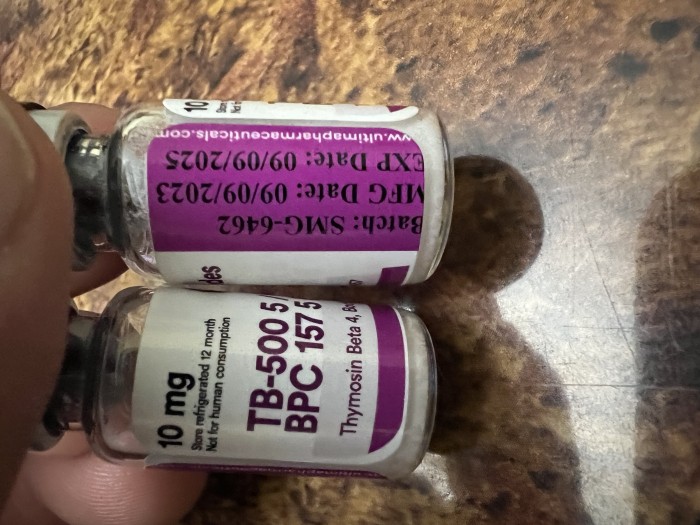 www.ultimapharmaceuticals.com
EXP Date: 09/09/2025
MFG Date: 09/09/2023
Batch: SMG-6462
10
10 mg
Store refrigerated 12 month
Not for human consumption
TB-500 5
BPC 157 5
Thymosin Beta 4,